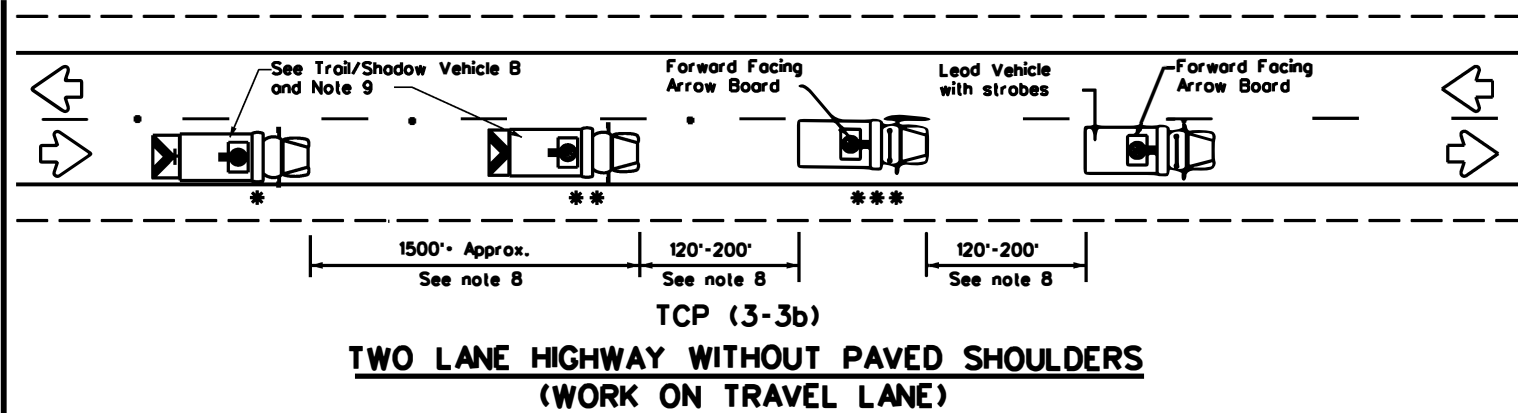 See Trail/Shadow Vehicle B
and Note 9
Forward Facing
Arrow Board
Lead Vehicle
with strobes
Forward Facing
Arrow Board
*
**
***
1500'+ Approx.
See note 8
120'-200'
See note 8
120'-200'
See note 8
TCP (3-3b)
TWO LANE HIGHWAY WITHOUT PAVED SHOULDERS
(WORK ON TRAVEL LANE)